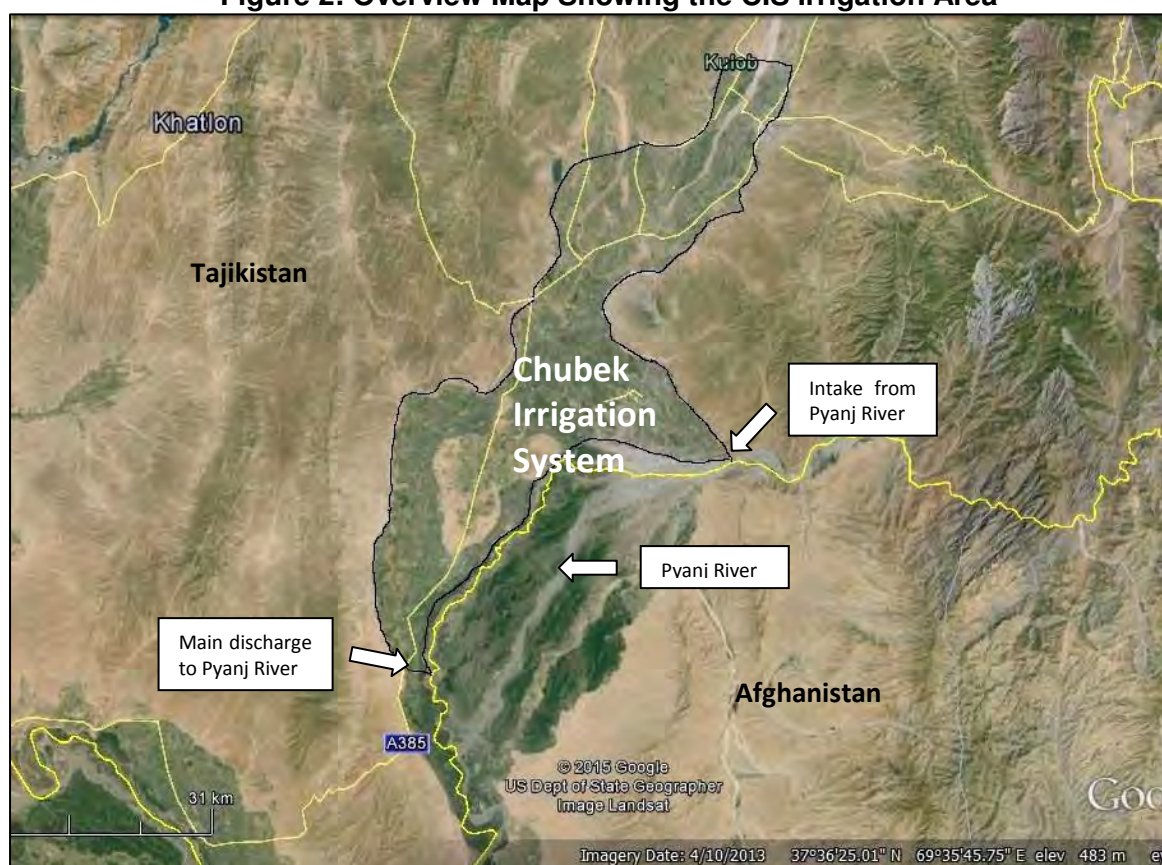 Figure 2: Overview Map Showing the CIS Irrigation Area
Kulob
Khatlon
Tajikistan
Chubek
Irrigation
System
Intake from
Pyanj River
Pyanj River
Main discharge
to Pyanj River
Afghanistan
A385
© 2015 Google
US Dept of State Geographer
Image Landsat
31 km
Goo
Imagery Date: 4/10/2013 37°36'25.01" N 69°35'45.75" E elev 483 m e